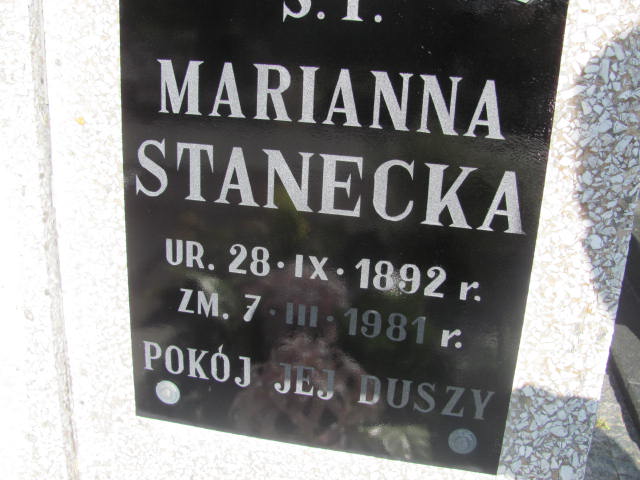 Ś. P.
MARIANNA
STANECKA
UR. 28·IX·1892 r.
ZM. 7·III·1981 r.
POKÓJ JEJ DUSZY